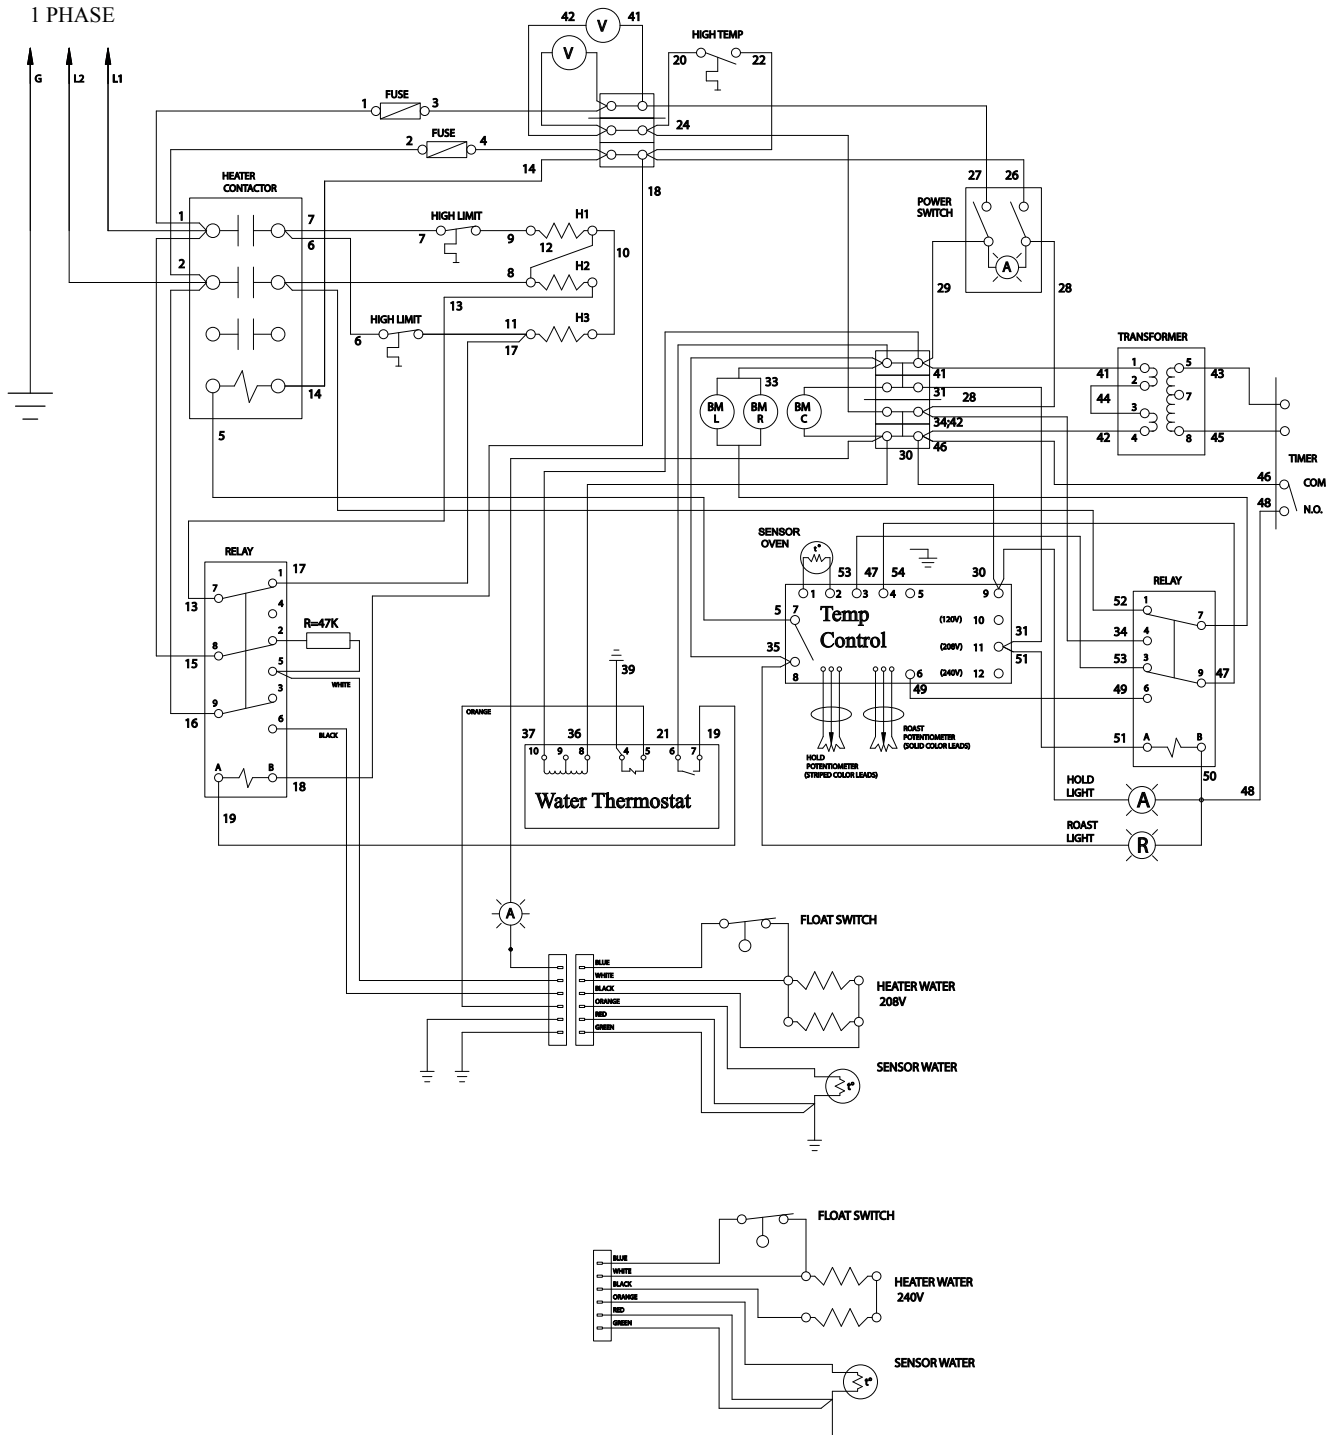 1 PHASE
42
41
V
V
HIGH TEMP
20
22
G
L2
L1
FUSE
1
3
24
FUSE
2
4
14
18
27
26
HEATER
CONTACTOR
POWER
SWITCH
1
7
6
HIGH LIMIT
7
9
H1
12
10
2
8
H2
A
29
28
13
HIGH LIMIT
6
11
17
H3
TRANSFORMER
14
5
33
BM
L
BM
R
BM
C
41
31
28
34;42
46
30
41
44
42
1
2
3
4
5
7
8
43
45
TIMER
46
COM
48
N.O.
SENSOR
OVEN
t°
53
47
54
30
RELAY
17
1
7
13
4
2
R=47K
8
15
5
WHITE
3
9
16
6
BLACK
A
B
18
19
1
2
3
4
5
9
5
7
Temp
Control
(120V)
10
31
35
(208V)
11
51
8
6
(240V)
12
49
HOLD
POTENTIOMETER
(STRIPED COLOR LEADS)
ROAST
POTENTIOMETER
(SOLID COLOR LEADS)
RELAY
52
1
7
34
4
53
3
9
47
49
6
51
A
B
50
48
HOLD
LIGHT
A
ROAST
LIGHT
R
39
ORANGE
37
36
21
19
10
9
8
4
5
6
7
Water Thermostat
A
FLOAT SWITCH
BLUE
WHITE
BLACK
ORANGE
RED
GREEN
HEATER WATER
208V
SENSOR WATER
t°
FLOAT SWITCH
BLUE
WHITE
BLACK
ORANGE
RED
GREEN
HEATER WATER
240V
SENSOR WATER
t°